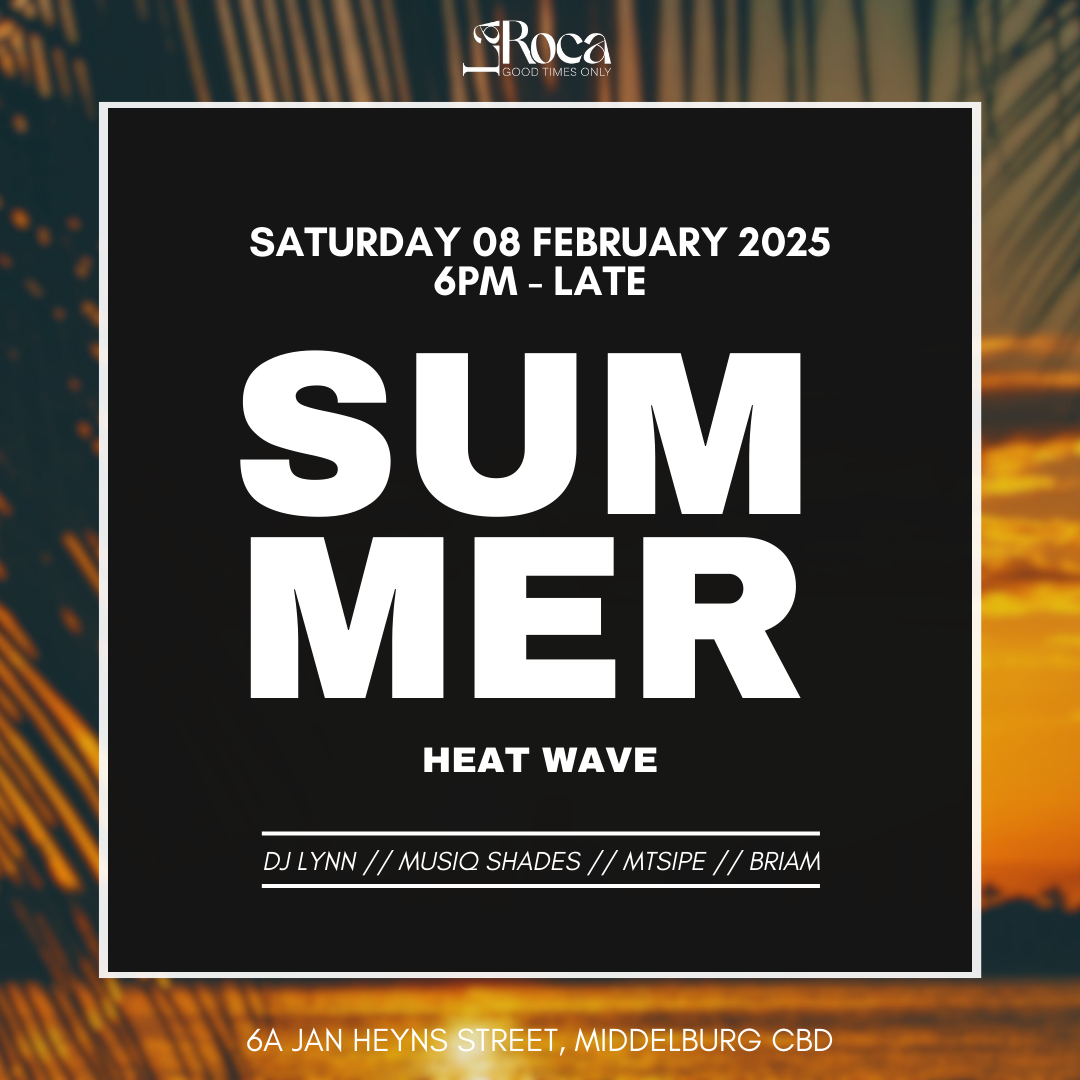 La Roca
GOOD TIMES ONLY
SATURDAY 08 FEBRUARY 2025
6PM - LATE
SUM
MER
HEAT WAVE
DJ LYNN // MUSIQ SHADES // MTSIPE // BRIAM
6A JAN HEYNS STREET, MIDDELBURG CBD